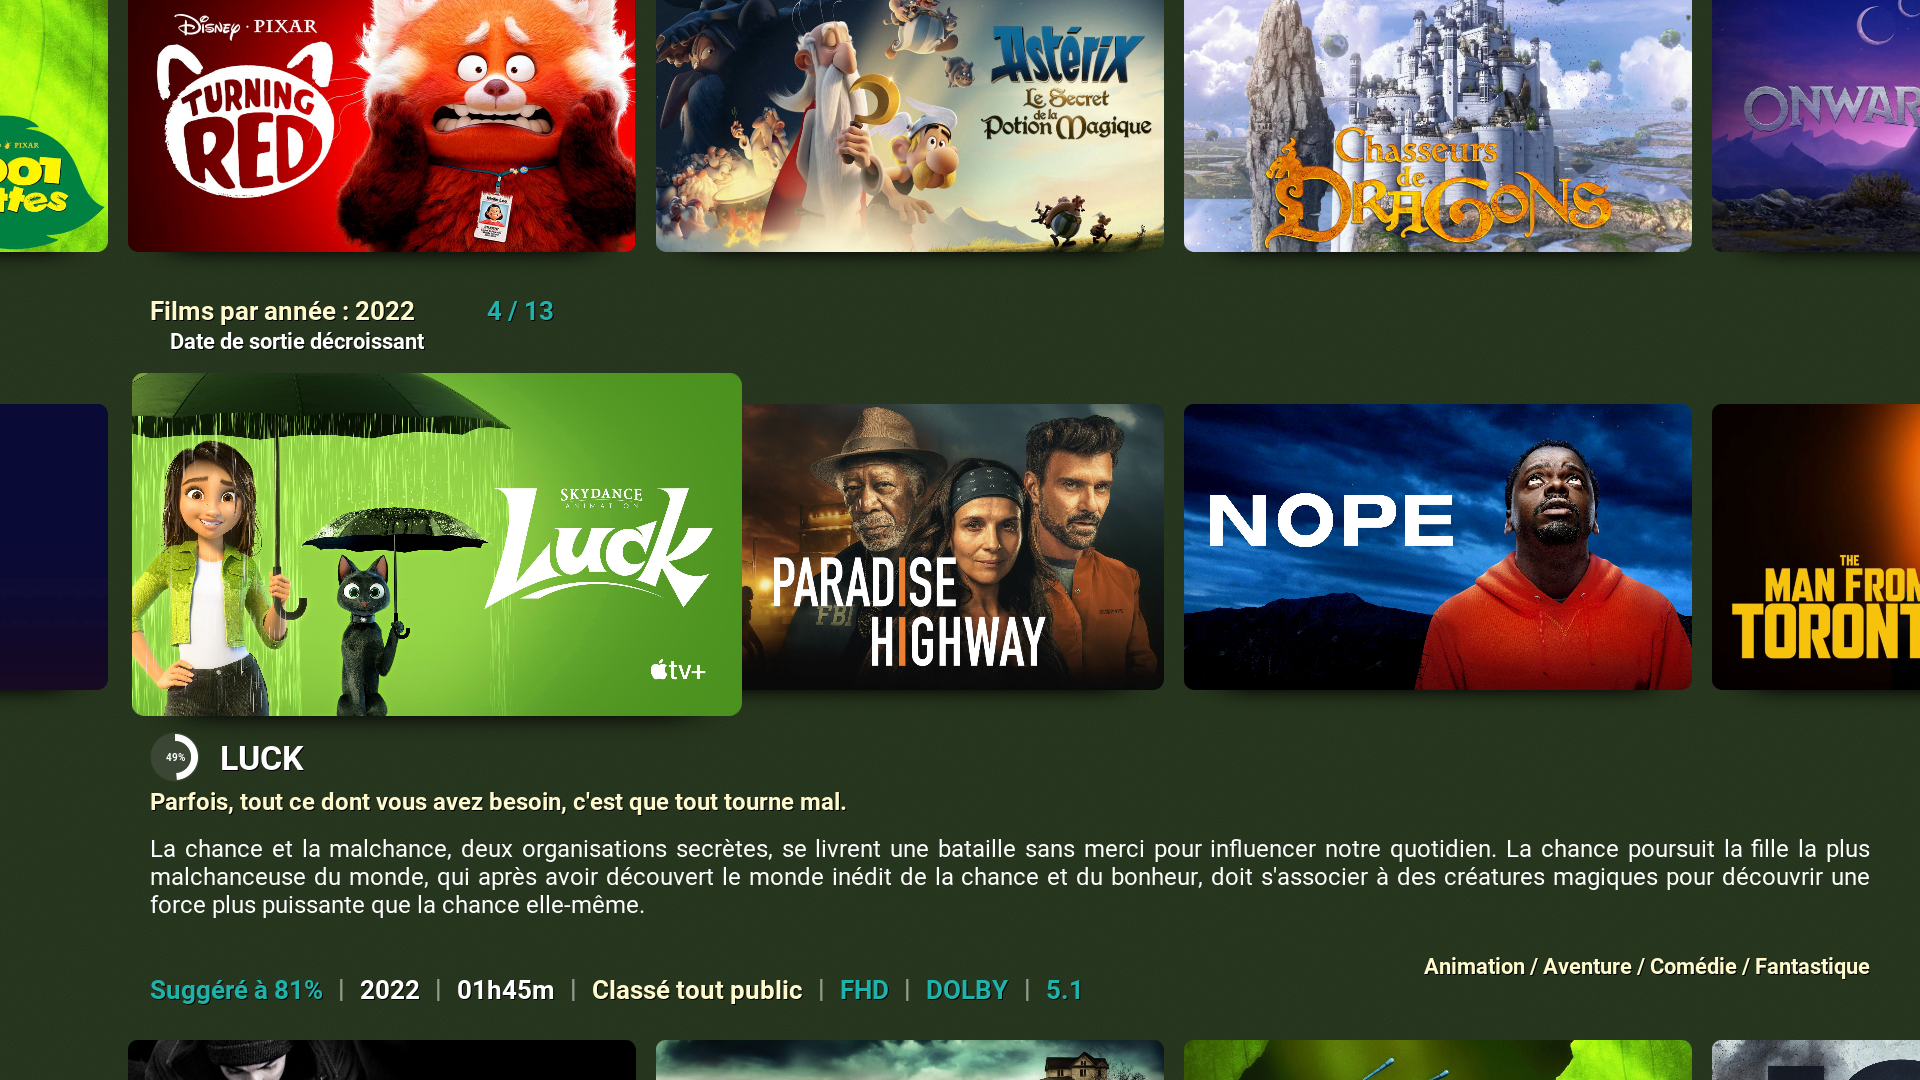 DISNEY · PIXAR
TURNING
RED
Astérix
Le Secret
de la
Potion Magique
Chasseurs
de
DRAGONS
ONWAR
PIXAR
001
ttes
Films par année : 2022
4 / 13
Date de sortie décroissant
SKYDANCE
ANIMATION
Luck
tv+
PARADISE
HIGHWAY
FBI
NOPE
THE
MAN FROM
TORONT
49%
LUCK
Parfois, tout ce dont vous avez besoin, c'est que tout tourne mal.
La chance et la malchance, deux organisations secrètes, se livrent une bataille sans merci pour influencer notre quotidien. La chance poursuit la fille la plus
malchanceuse du monde, qui après avoir découvert le monde inédit de la chance et du bonheur, doit s'associer à des créatures magiques pour découvrir une
force plus puissante que la chance elle-même.
Animation / Aventure / Comédie / Fantastique
Suggéré à 81% | 2022 | 01h45m | Classé tout public | FHD | DOLBY | 5.1